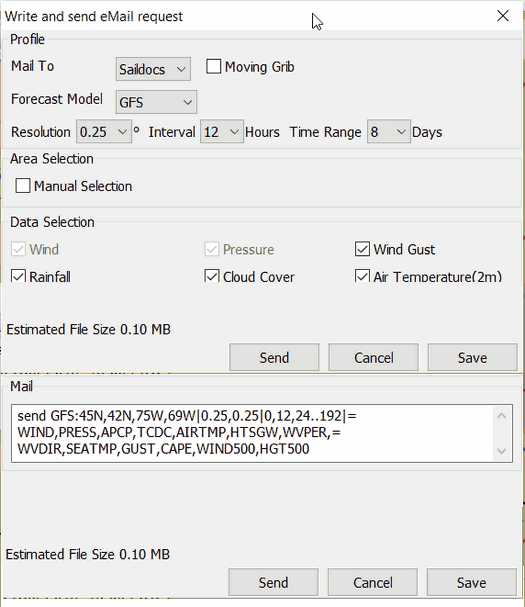 Write and send eMail request
Profile
Mail To Saildocs Moving Grib
Forecast Model GFS
Resolution 0.25 ° Interval 12 Hours Time Range 8 Days
Area Selection
Manual Selection
Data Selection
Wind Pressure Wind Gust
Rainfall Cloud Cover Air Temperature(2m)
Estimated File Size 0.10 MB
Send Cancel Save
Mail
send GFS:45N,42N,75W,69W|0.25,0.25|0,12,24..192|=
WIND,PRESS,APCP,TCDC,AIRTMP,HTSGW,WVPER,=
WVDIR,SEATMP,GUST,CAPE,WIND500,HGT500
Estimated File Size 0.10 MB
Send Cancel Save